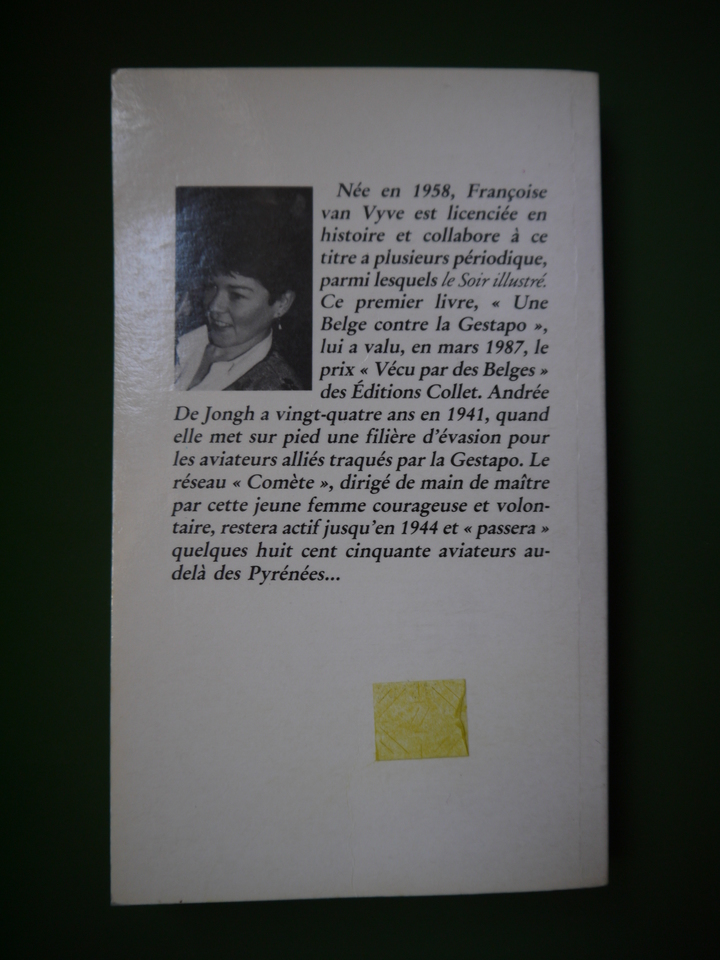 Née en 1958, Françoise
van Vyve est licenciée en
histoire et collabore à ce
titre a plusieurs périodique,
parmi lesquels le Soir illustré.
Ce premier livre, « Une
Belge contre la Gestapo »,
lui a valu, en mars 1987, le
prix « Vécu par des Belges »
des Éditions Collet. Andrée
De Jongh a vingt-quatre ans en 1941, quand
elle met sur pied une filière d'évasion pour
les aviateurs alliés traqués par la Gestapo. Le
réseau « Comète », dirigé de main de maître
par cette jeune femme courageuse et volon-
taire, restera actif jusqu'en 1944 et « passera »
quelques huit cent cinquante aviateurs au-
delà des Pyrénées...